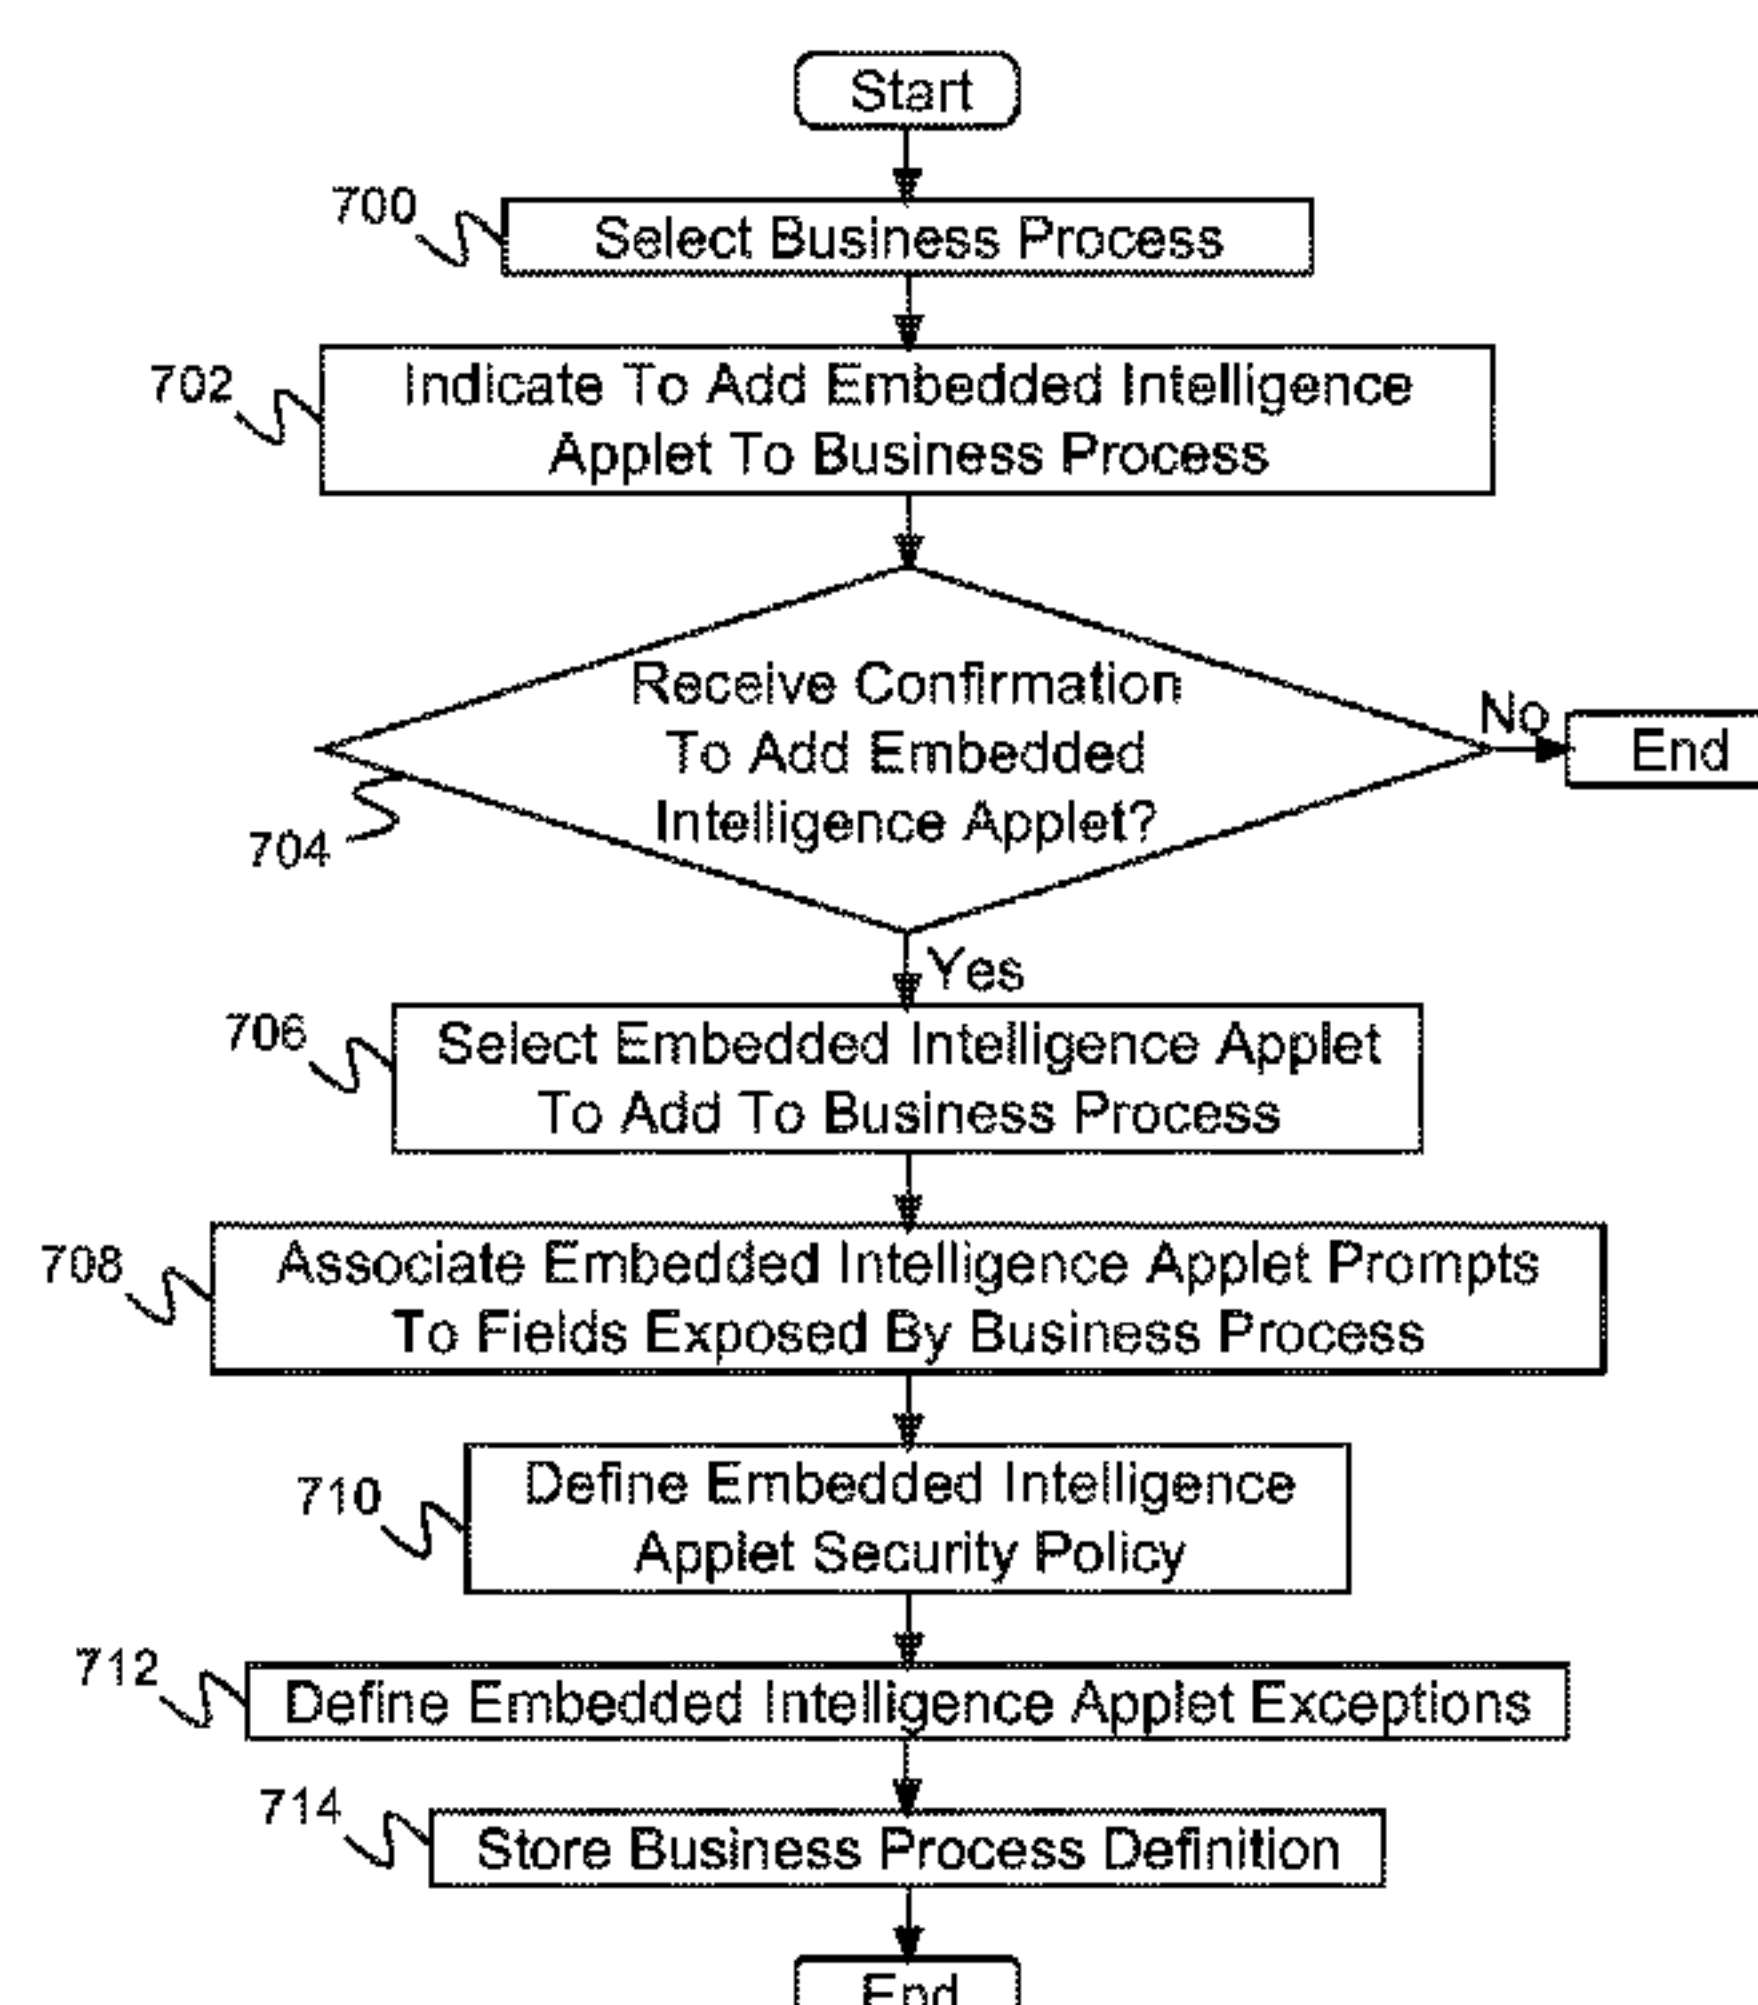 Start
700
Select Business Process
702
Indicate To Add Embedded Intelligence
Applet To Business Process
Receive Confirmation
To Add Embedded
Intelligence Applet?
No
End
704
Yes
706
Select Embedded Intelligence Applet
To Add To Business Process
708
Associate Embedded Intelligence Applet Prompts
To Fields Exposed By Business Process
710
Define Embedded Intelligence
Applet Security Policy
712
Define Embedded Intelligence Applet Exceptions
714
Store Business Process Definition
End